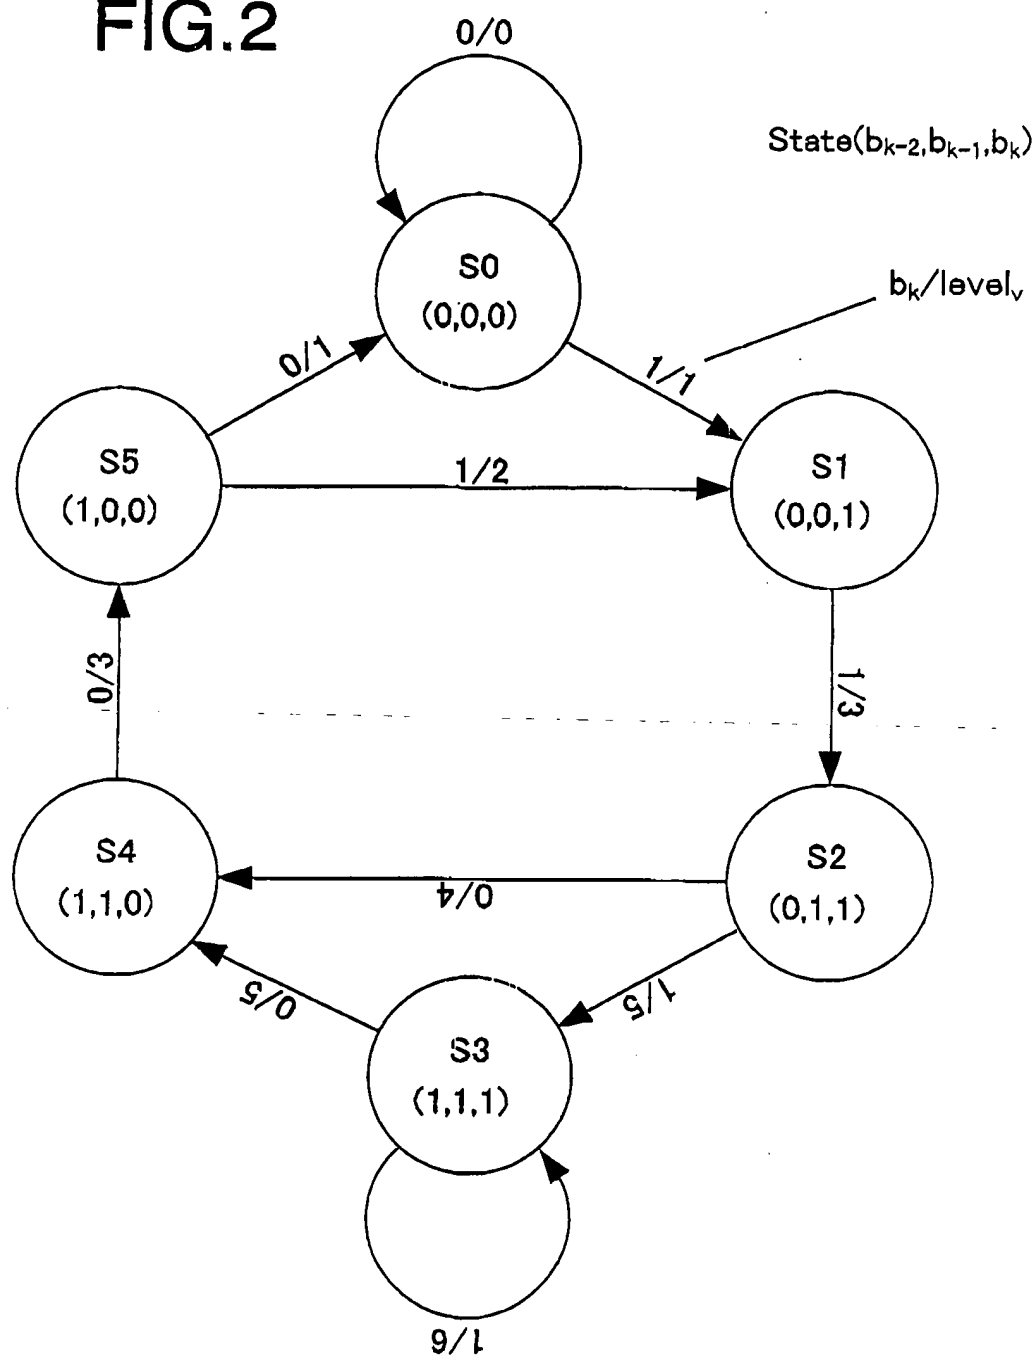 FIG.2
0/0
State(bk-2,bk-1,bk)
S0
(0,0,0)
bk/levelv
0/1
1/1
S5
(1,0,0)
1/2
S1
(0,0,1)
0/3
1/3
S4
(1,1,0)
0/4
S2
(0,1,1)
0/5
1/5
S3
(1,1,1)
1/6